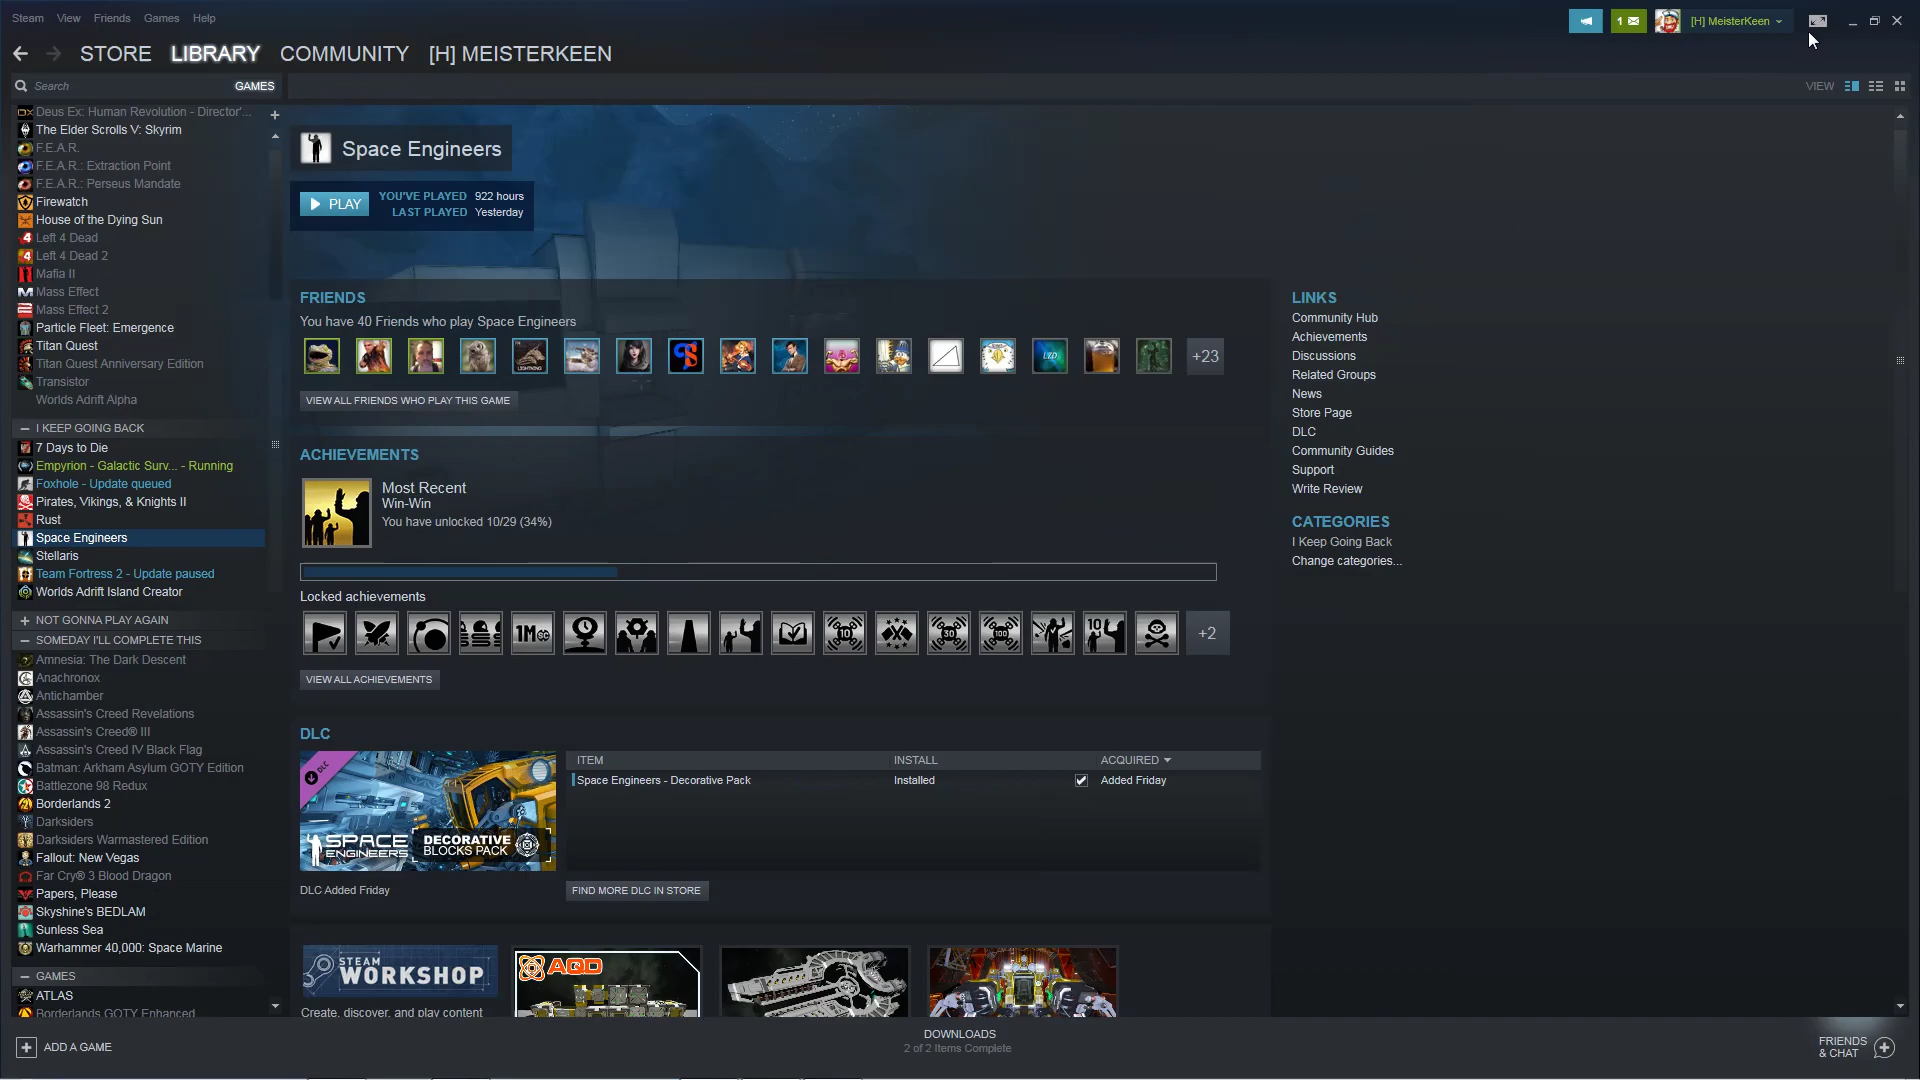 Steam View Friends Games Help
1
[H] MeisterKeen
STORE LIBRARY COMMUNITY [H] MEISTERKEEN
Search GAMES
VIEW
Deus Ex: Human Revolution - Director'...
The Elder Scrolls V: Skyrim
F.E.A.R.
F.E.A.R.: Extraction Point
F.E.A.R.: Perseus Mandate
Firewatch
House of the Dying Sun
Left 4 Dead
Left 4 Dead 2
Mafia II
Mass Effect
Mass Effect 2
Particle Fleet: Emergence
Titan Quest
Titan Quest Anniversary Edition
Transistor
Worlds Adrift Alpha
I KEEP GOING BACK
7 Days to Die
Empyrion - Galactic Surv... - Running
Foxhole - Update queued
Pirates, Vikings, & Knights II
Rust
Space Engineers
Stellaris
Team Fortress 2 - Update paused
Worlds Adrift Island Creator
NOT GONNA PLAY AGAIN
SOMEDAY I'LL COMPLETE THIS
Amnesia: The Dark Descent
Anachronox
Antichamber
Assassin's Creed Revelations
Assassin's Creed® III
Assassin's Creed IV Black Flag
Batman: Arkham Asylum GOTY Edition
Battlezone 98 Redux
Borderlands 2
Darksiders
Darksiders Warmastered Edition
Fallout: New Vegas
Far Cry® 3 Blood Dragon
Papers, Please
Skyshine's BEDLAM
Sunless Sea
Warhammer 40,000: Space Marine
GAMES
ATLAS
Borderlands GOTY Enhanced
ADD A GAME
Space Engineers
PLAY
YOU'VE PLAYED 922 hours
LAST PLAYED Yesterday
FRIENDS
You have 40 Friends who play Space Engineers
LIGHTNING
LZD
+23
VIEW ALL FRIENDS WHO PLAY THIS GAME
ACHIEVEMENTS
Most Recent
Win-Win
You have unlocked 10/29 (34%)
Locked achievements
1M SC
10
30
100
10
+2
VIEW ALL ACHIEVEMENTS
DLC
DLC
SPACE ENGINEERS
DECORATIVE BLOCKS PACK
DLC Added Friday
ITEM INSTALL ACQUIRED
Space Engineers - Decorative Pack Installed Added Friday
FIND MORE DLC IN STORE
STEAM WORKSHOP
Create, discover, and play content
AQD
LINKS
Community Hub
Achievements
Discussions
Related Groups
News
Store Page
DLC
Community Guides
Support
Write Review
CATEGORIES
I Keep Going Back
Change categories...
DOWNLOADS
2 of 2 Items Complete
FRIENDS
& CHAT